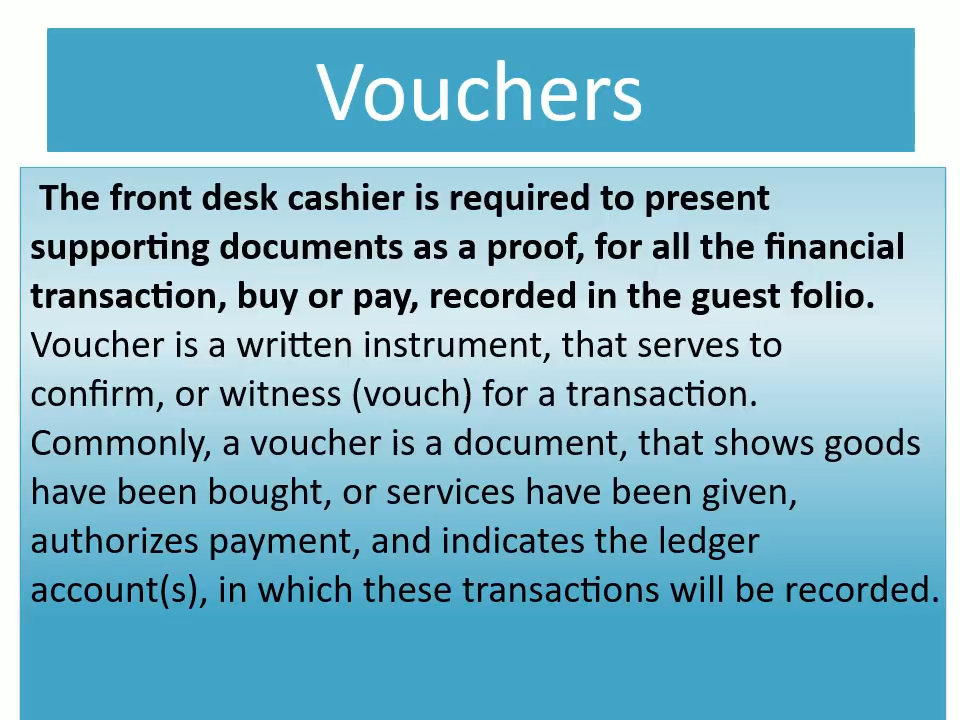 Vouchers
The front desk cashier is required to present
supporting documents as a proof, for all the financial
transaction, buy or pay, recorded in the guest folio.
Voucher is a written instrument, that serves to
confirm, or witness (vouch) for a transaction.
Commonly, a voucher is a document, that shows goods
have been bought, or services have been given,
authorizes payment, and indicates the ledger
account(s), in which these transactions will be recorded.